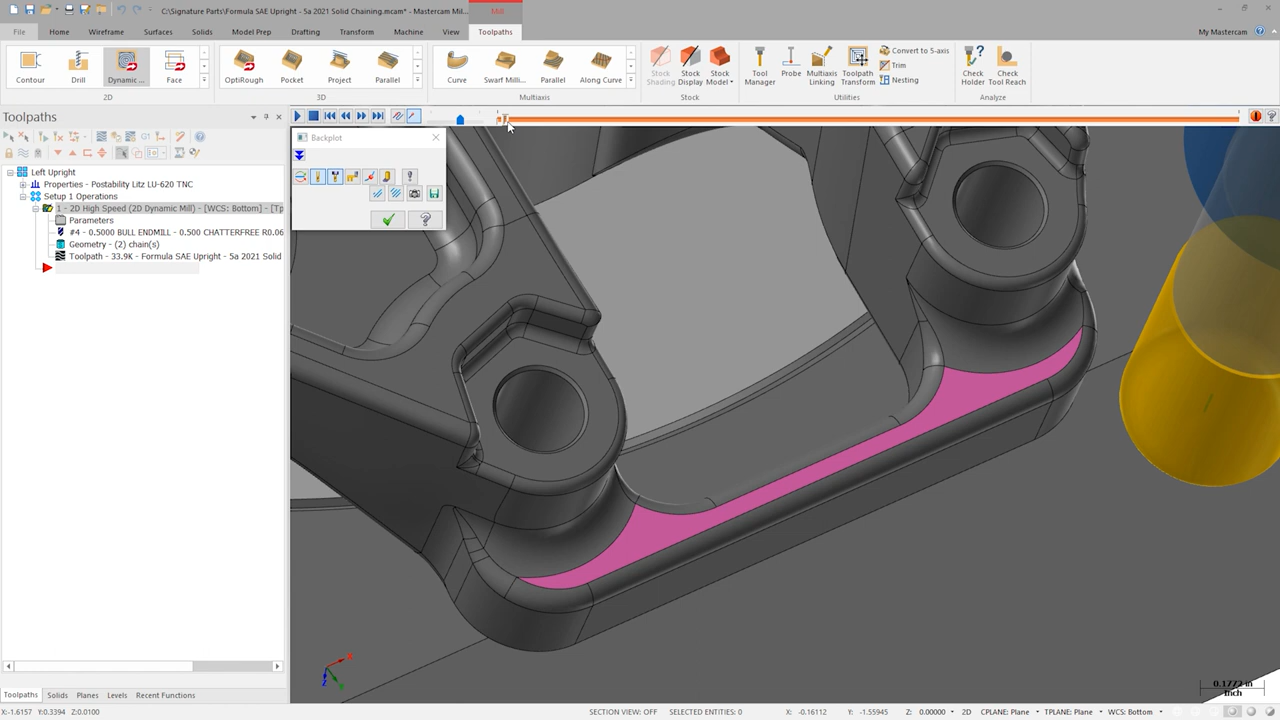 C:\Signature Parts\Formula SAE Upright - 5a 2021 Solid Chaining.mcam* - Mastercam Mil...
Mill
File Home Wireframe Surfaces Solids Model Prep Drafting Transform Machine View Toolpaths My Mastercam
Contour Drill Dynamic ... Face OptiRough Pocket Project Parallel Curve Swarf Milli... Parallel Along Curve Stock Shading Stock Display Stock Model Tool Manager Probe Multiaxis Linking Toolpath Transform Convert to 5-axis Trim Nesting Check Holder Check Tool Reach
2D 3D Multiaxis Stock Utilities Analyze
Toolpaths
Backplot
G1
Left Upright
Properties - Postability Litz LU-620 TNC
Setup 1 Operations
1 - 2D High Speed (2D Dynamic Mill) - [WCS: Bottom] - [Tp
Parameters
#4 - 0.5000 BULL ENDMILL - 0.500 CHATTERFREE R0.06
Geometry - (2) chain(s)
Toolpath - 33.9K - Formula SAE Upright - 5a 2021 Solid
X
Z
0.1772 in
Inch
Toolpaths Solids Planes Levels Recent Functions
X:-1.6157 Y:0.3394 Z:0.0100 SECTION VIEW: OFF SELECTED ENTITIES: 0 X: -0.16112 Y: -1.55945 Z: 0.00000 2D CPLANE: Plane TPLANE: Plane WCS: Bottom